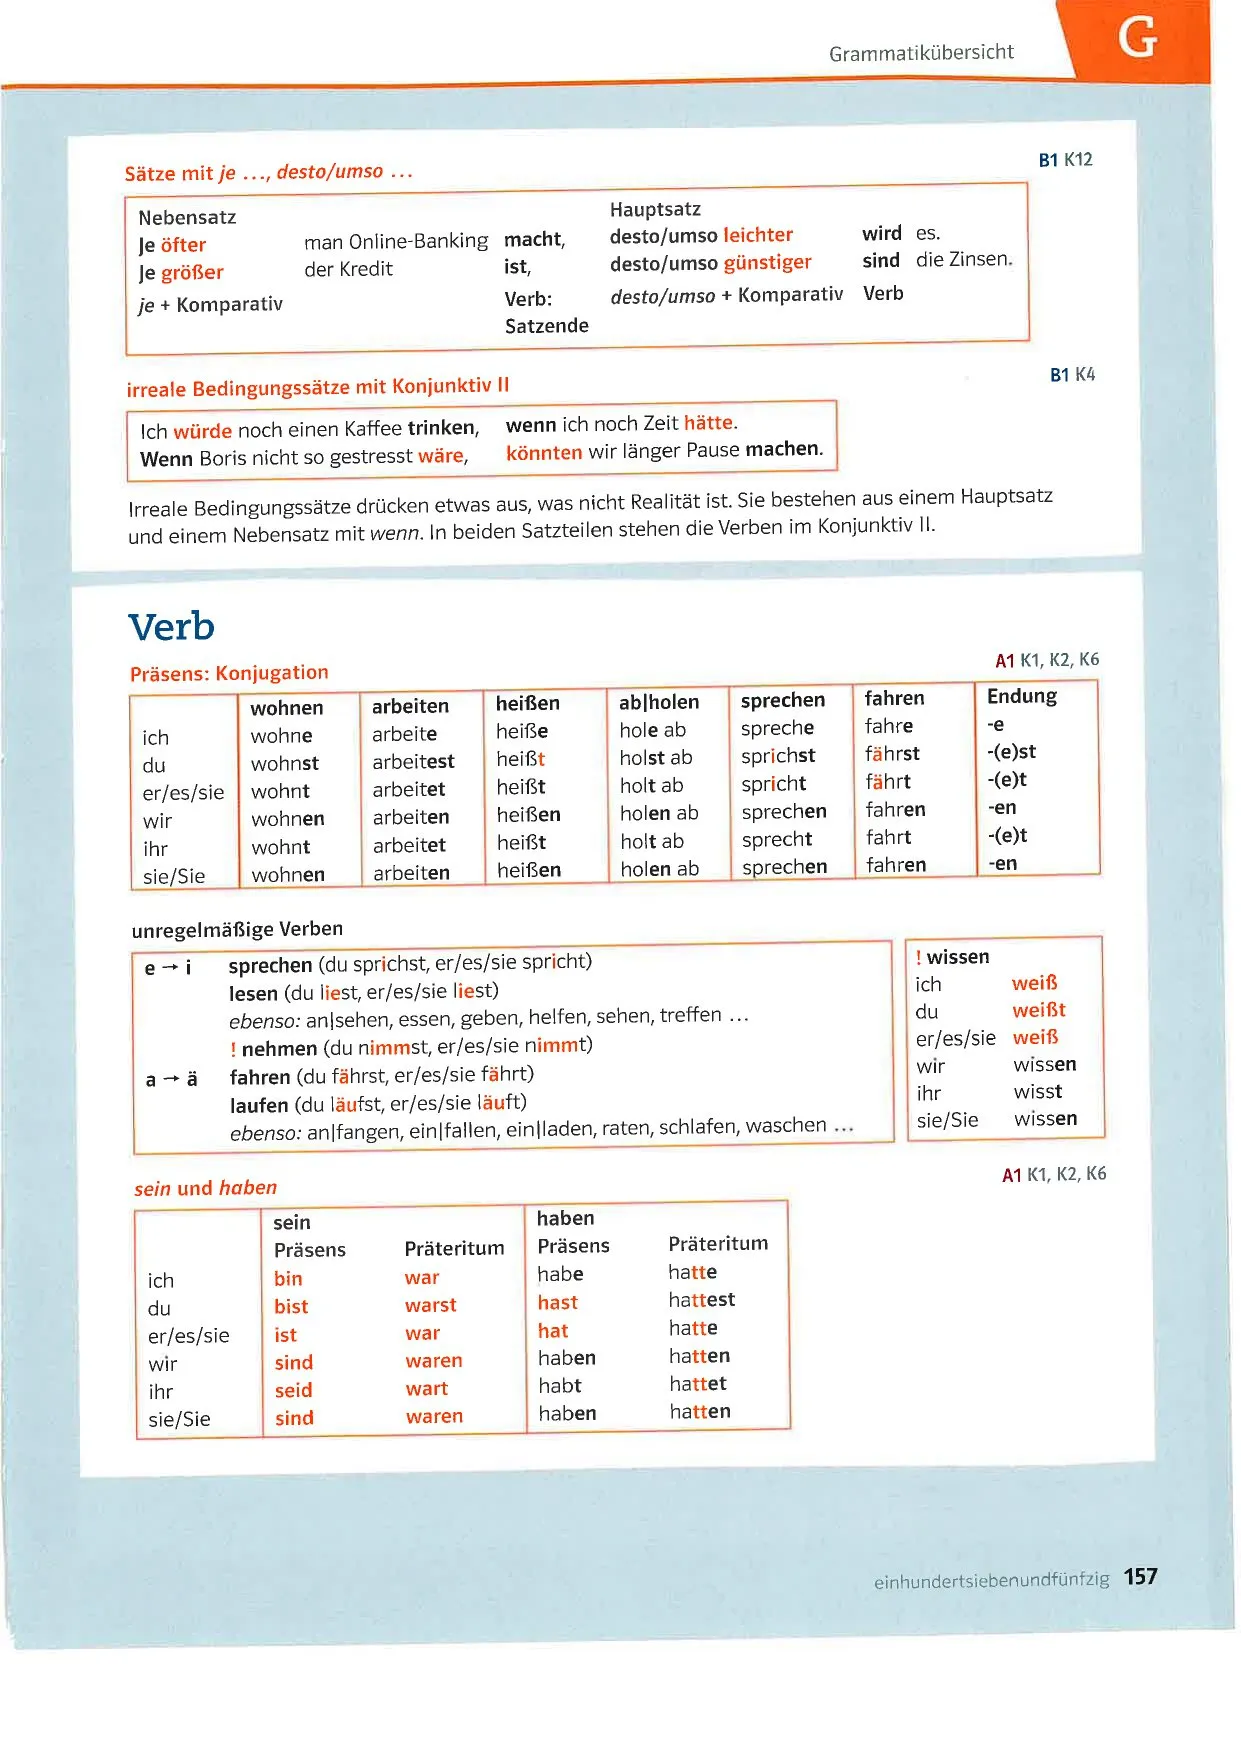 Grammatikübersicht
G
Sätze mit je ..., desto/umso ...
B1 K12
Nebensatz Hauptsatz
Je öfter man Online-Banking macht, desto/umso leichter wird es.
Je größer der Kredit ist, desto/umso günstiger sind die Zinsen.
je + Komparativ Verb: desto/umso + Komparativ Verb
Satzende
irreale Bedingungssätze mit Konjunktiv II
B1 K4
Ich würde noch einen Kaffee trinken, wenn ich noch Zeit hätte.
Wenn Boris nicht so gestresst wäre, könnten wir länger Pause machen.
Irreale Bedingungssätze drücken etwas aus, was nicht Realität ist. Sie bestehen aus einem Hauptsatz
und einem Nebensatz mit wenn. In beiden Satzteilen stehen die Verben im Konjunktiv II.
Verb
Präsens: Konjugation
A1 K1, K2, K6
wohnen arbeiten heißen ab|holen sprechen fahren Endung
ich wohne arbeite heiße hole ab spreche fahre -e
du wohnst arbeitest heißt holst ab sprichst fährst -(e)st
er/es/sie wohnt arbeitet heißt holt ab spricht fährt -(e)t
wir wohnen arbeiten heißen holen ab sprechen fahren -en
ihr wohnt arbeitet heißt holt ab sprecht fahrt -(e)t
sie/Sie wohnen arbeiten heißen holen ab sprechen fahren -en
unregelmäßige Verben
e → i sprechen (du sprichst, er/es/sie spricht)
lesen (du liest, er/es/sie liest)
ebenso: an|sehen, essen, geben, helfen, sehen, treffen ...
! nehmen (du nimmst, er/es/sie nimmt)
a → ä fahren (du fährst, er/es/sie fährt)
laufen (du läufst, er/es/sie läuft)
ebenso: an|fangen, ein|fallen, ein|laden, raten, schlafen, waschen ...
! wissen
ich weiß
du weißt
er/es/sie weiß
wir wissen
ihr wisst
sie/Sie wissen
sein und haben
A1 K1, K2, K6
sein haben
Präsens Präteritum Präsens Präteritum
ich bin war habe hatte
du bist warst hast hattest
er/es/sie ist war hat hatte
wir sind waren haben hatten
ihr seid wart habt hattet
sie/Sie sind waren haben hatten
einhundertsiebenundfünfzig 157